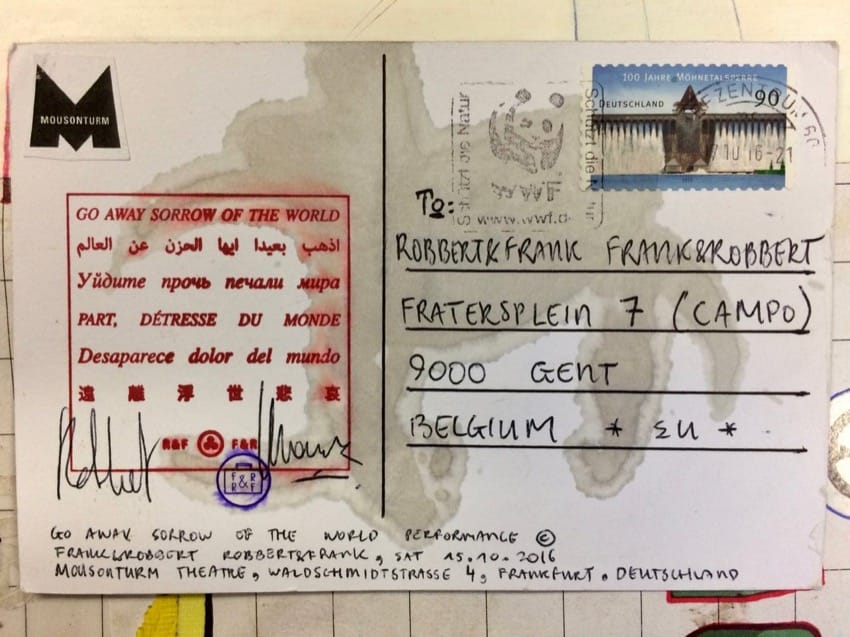 MOUSONTURM
GO AWAY SORROW OF THE WORLD
اذهب بعيدا ايها الحزن عن العالم
Уйдите прочь печали мира
PART, DÉTRESSE DU MONDE
Desaparece dolor del mundo
遠離浮世悲哀
R&F F&R
F&R
R&F
GO AWAY SORROW OF THE WORLD PERFORMANCE ©
FRANK&ROBBERT ROBBERT&FRANK, SAT 15.10.2016
MOUSONTURM THEATRE, WALDSCHMIDTSTRASSE 4, FRANKFURT, DEUTSCHLAND
100 JAHRE MÖHNETALSPERRE
DEUTSCHLAND
90
Schützt die Natur
WWF
www.wwf.d
Schützt die Natur
16-21
TO:
ROBBERT&FRANK FRANK&ROBBERT
FRATERSPLEIN 7 (CAMPO)
9000 GENT
BELGIUM * EU *